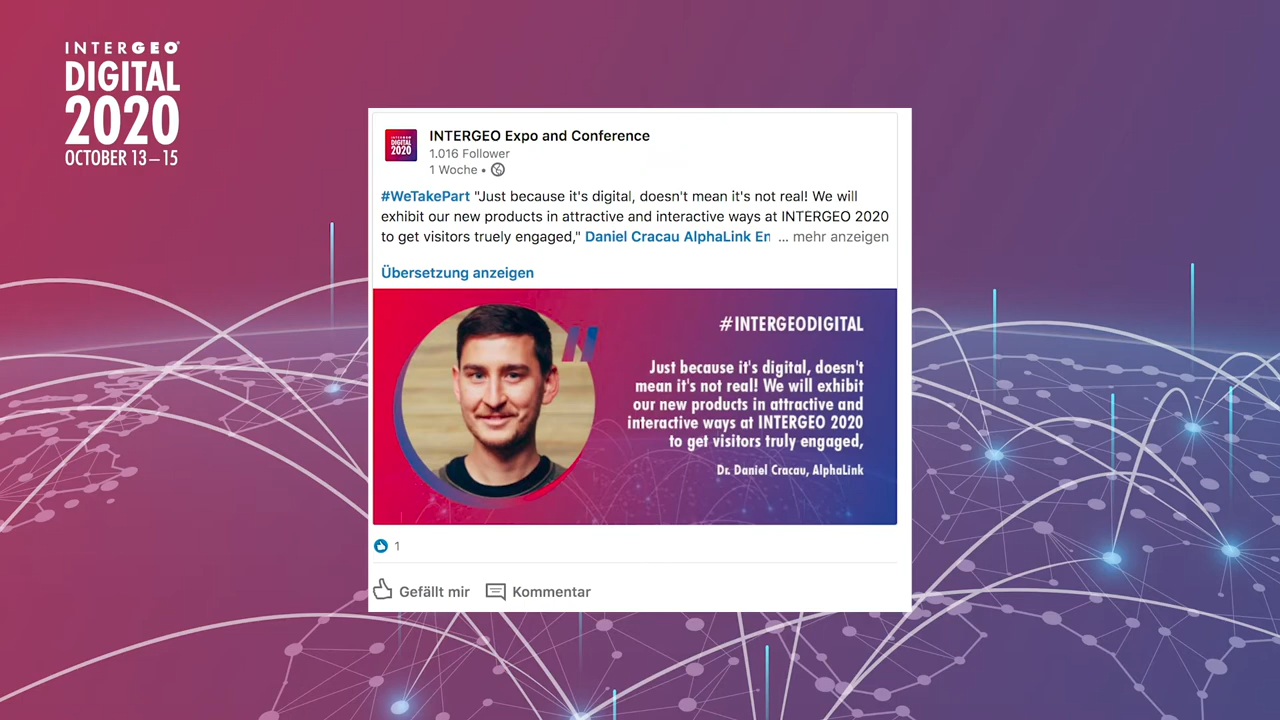 INTERGEO®
DIGITAL
2020
OCTOBER 13–15
INTERGEO
DIGITAL
2020
INTERGEO Expo and Conference
1.016 Follower
1 Woche •
#WeTakePart "Just because it's digital, doesn't mean it's not real! We will
exhibit our new products in attractive and interactive ways at INTERGEO 2020
to get visitors truely engaged," Daniel Cracau AlphaLink En ... mehr anzeigen
Übersetzung anzeigen
#INTERGEODIGITAL
Just because it's digital, doesn't
mean it's not real! We will exhibit
our new products in attractive and
interactive ways at INTERGEO 2020
to get visitors truly engaged,
Dr. Daniel Cracau, AlphaLink
1
Gefällt mir Kommentar